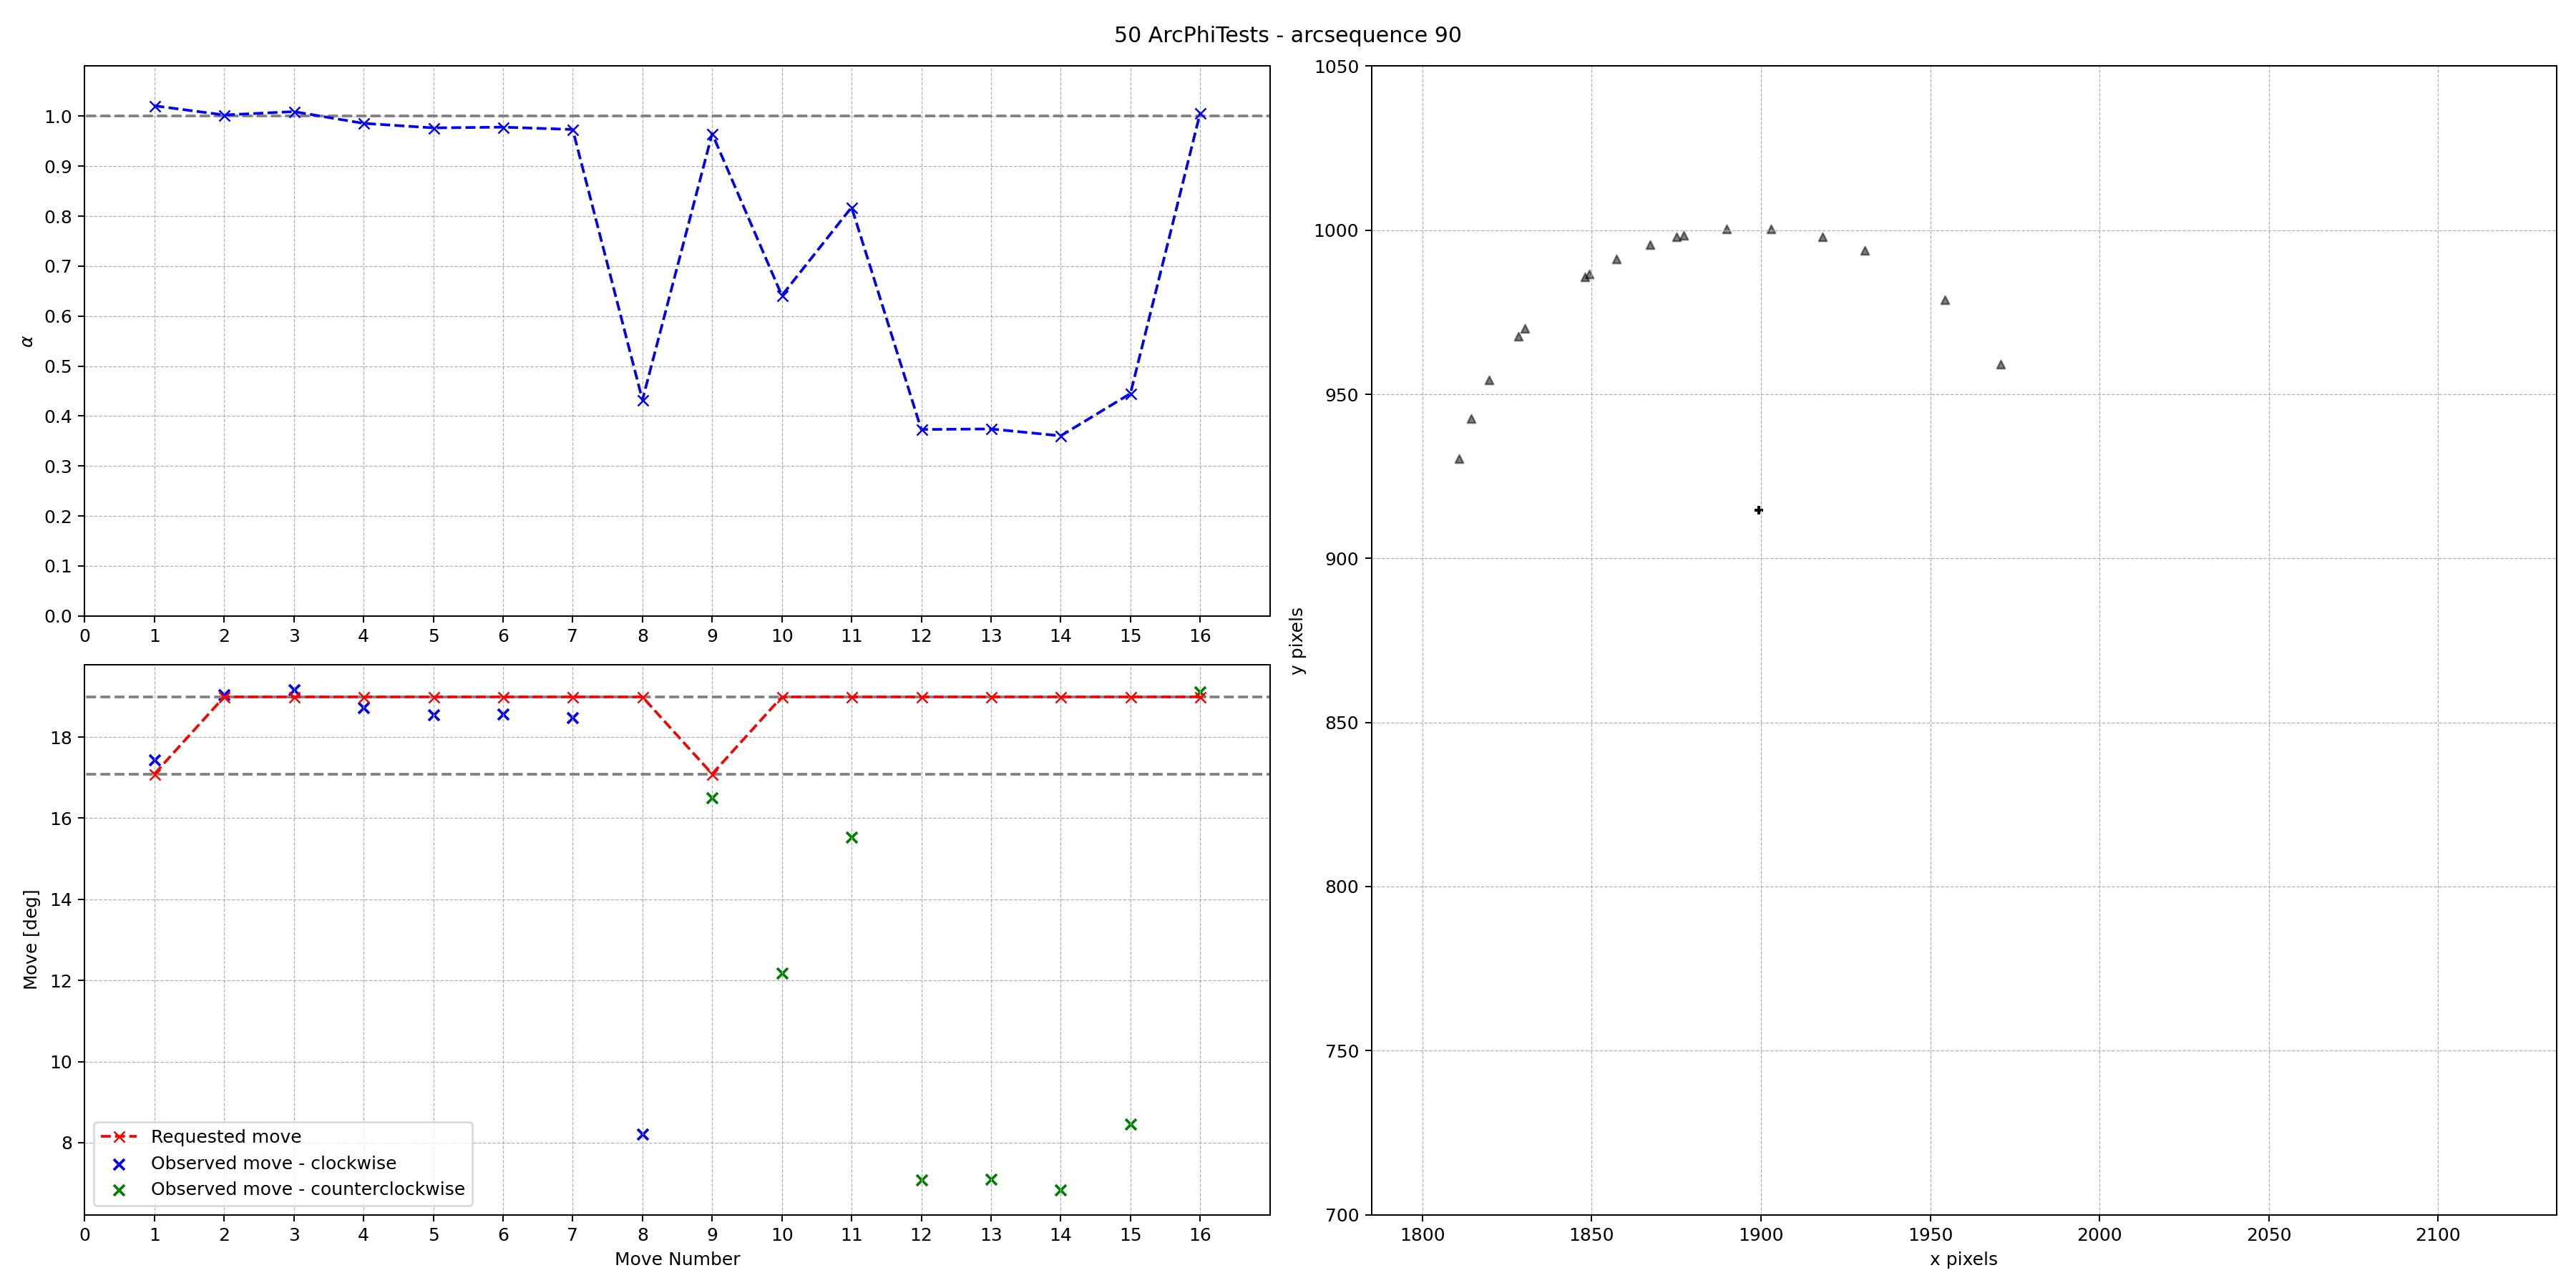 50 ArcPhiTests - arcsequence 90
1.0
0.9
0.8
0.7
0.6
0.5
0.4
0.3
0.2
0.1
0.0
α
0 1 2 3 4 5 6 7 8 9 10 11 12 13 14 15 16
18
16
14
12
10
8
Move [deg]
Requested move
Observed move - clockwise
Observed move - counterclockwise
0 1 2 3 4 5 6 7 8 9 10 11 12 13 14 15 16
Move Number
1050
1000
950
900
850
800
750
700
y pixels
1800 1850 1900 1950 2000 2050 2100
x pixels